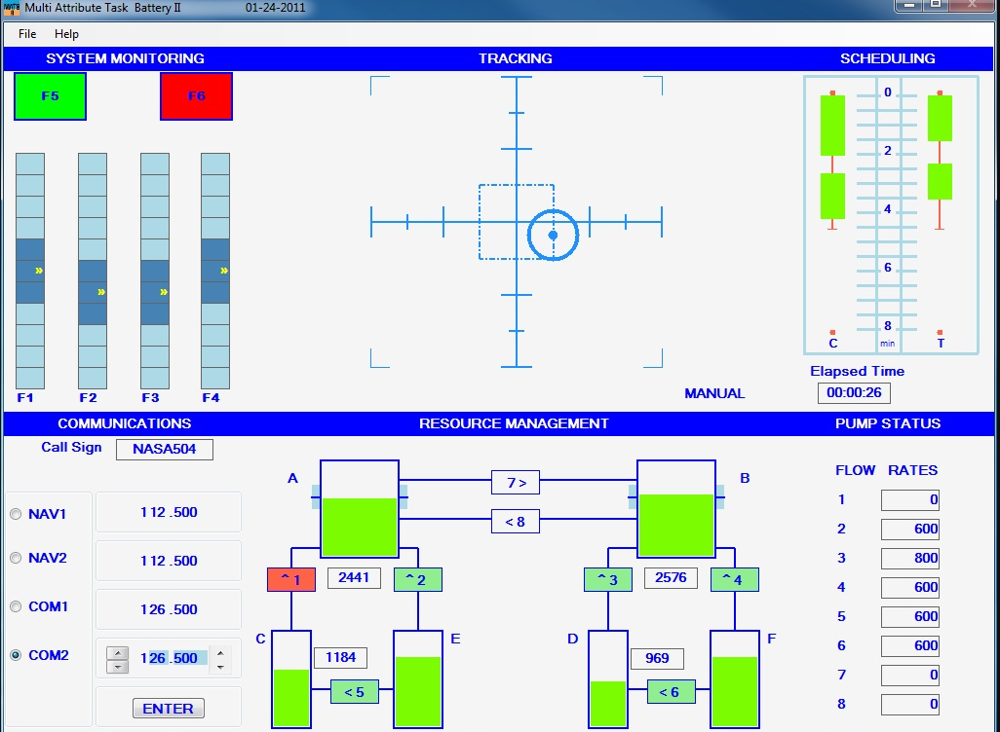 Multi Attribute Task Battery II 01-24-2011
File Help
SYSTEM MONITORING
F5 F6
F1 F2 F3 F4
TRACKING
MANUAL
SCHEDULING
0
2
4
6
8
C min T
Elapsed Time
00:00:26
COMMUNICATIONS
Call Sign NASA504
NAV1 112.500
NAV2 112.500
COM1 126.500
COM2 126.500
ENTER
RESOURCE MANAGEMENT
A 7 > B
< 8
^ 1 2441 ^ 2 ^ 3 2576 ^ 4
C 1184 E D 969 F
< 5 < 6
PUMP STATUS
FLOW RATES
1 0
2 600
3 800
4 600
5 600
6 600
7 0
8 0